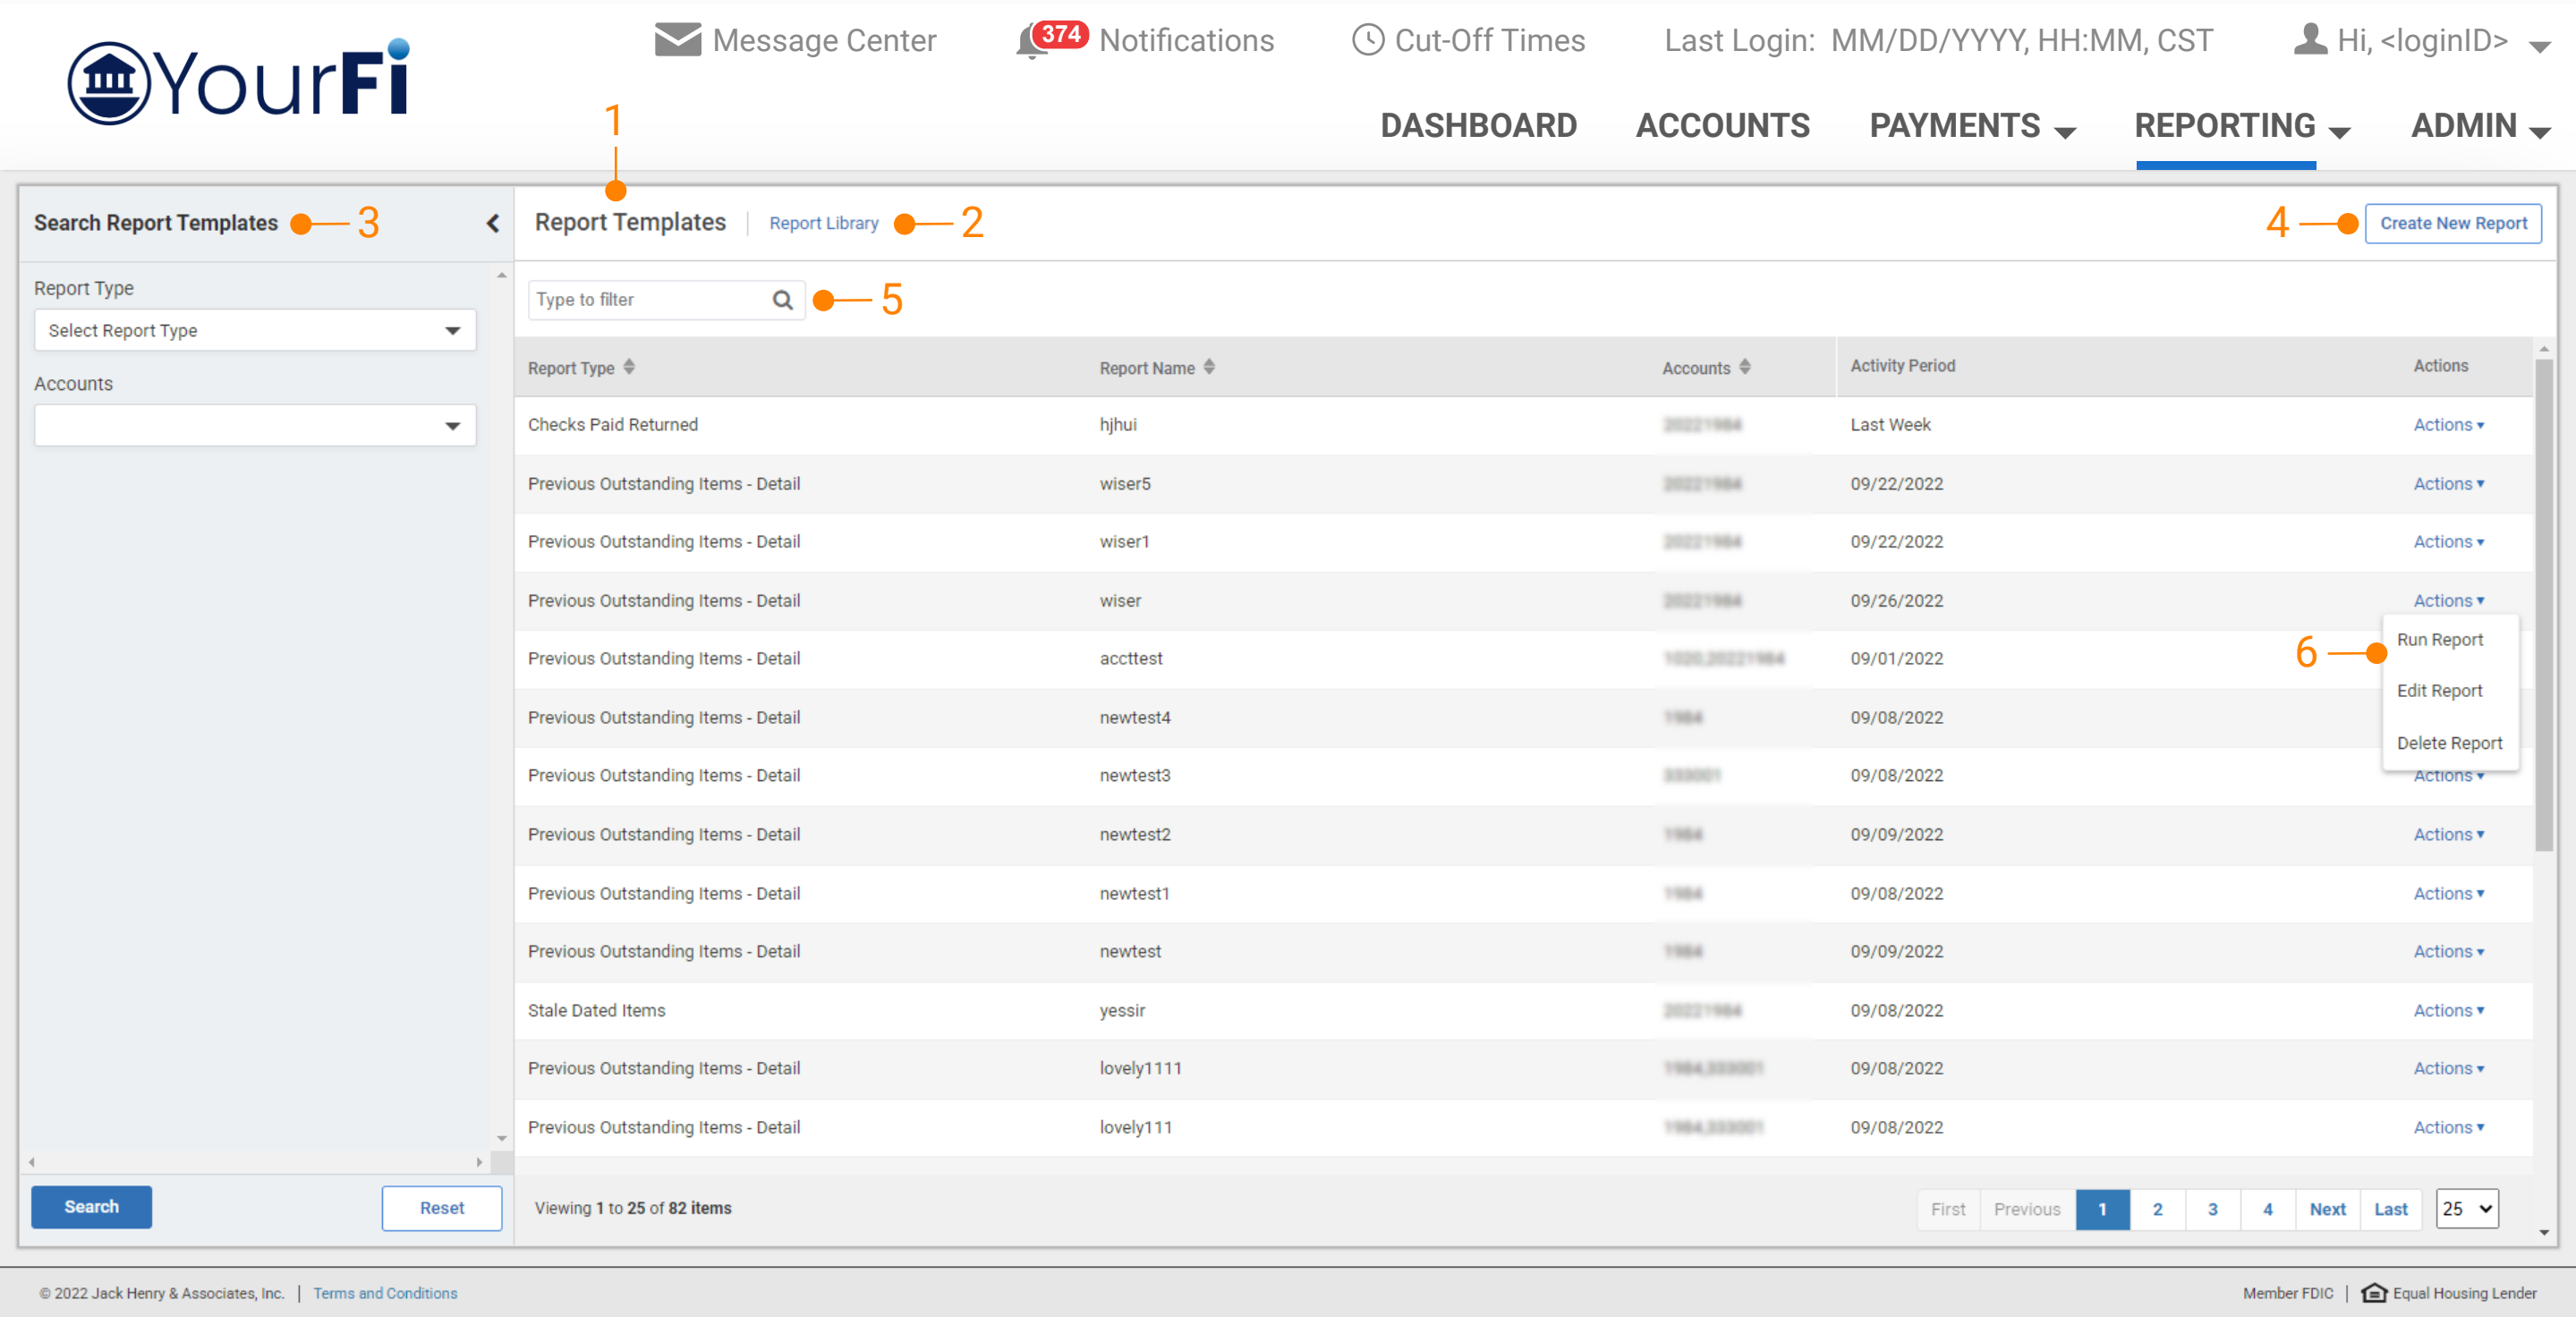 Message Center
374 Notifications
Cut-Off Times
Last Login: MM/DD/YYYY, HH:MM, CST
Hi, <loginID>
YourFi
DASHBOARD ACCOUNTS PAYMENTS REPORTING ADMIN
1
Search Report Templates 3
Report Templates | Report Library 2
4 Create New Report
Report Type
Select Report Type
Accounts
Type to filter 5
Report Type Report Name Accounts Activity Period Actions
Checks Paid Returned hjhui Last Week Actions
Previous Outstanding Items - Detail wiser5 09/22/2022 Actions
Previous Outstanding Items - Detail wiser1 09/22/2022 Actions
Previous Outstanding Items - Detail wiser 09/26/2022 Actions
6 Run Report
Edit Report
Delete Report
Previous Outstanding Items - Detail accttest 09/01/2022
Previous Outstanding Items - Detail newtest4 09/08/2022
Previous Outstanding Items - Detail newtest3 09/08/2022 Actions
Previous Outstanding Items - Detail newtest2 09/09/2022 Actions
Previous Outstanding Items - Detail newtest1 09/08/2022 Actions
Previous Outstanding Items - Detail newtest 09/09/2022 Actions
Stale Dated Items yessir 09/08/2022 Actions
Previous Outstanding Items - Detail lovely1111 09/08/2022 Actions
Previous Outstanding Items - Detail lovely111 09/08/2022 Actions
Search Reset
Viewing 1 to 25 of 82 items
First Previous 1 2 3 4 Next Last 25
© 2022 Jack Henry & Associates, Inc. | Terms and Conditions
Member FDIC | Equal Housing Lender